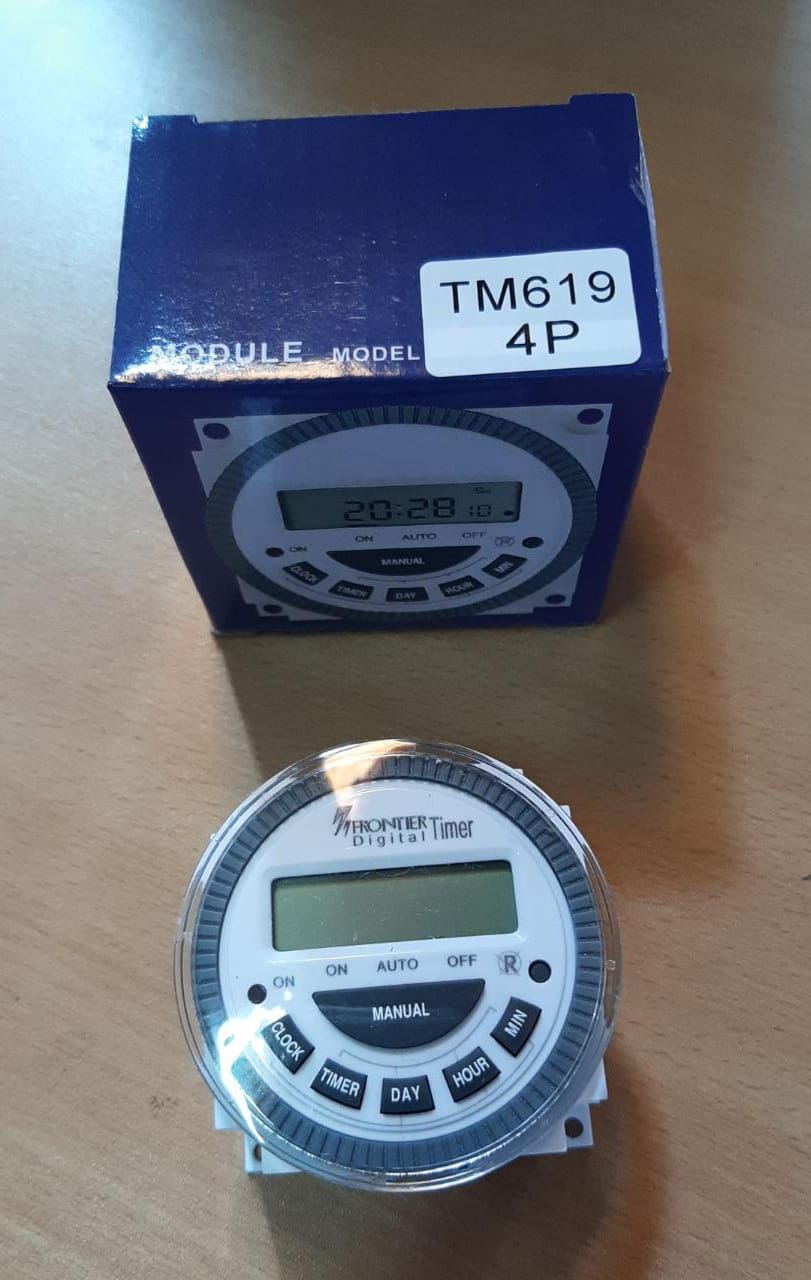 TM619
4P
MODULE MODEL
20:28 10
ON AUTO OFF
ON
MANUAL
CLOCK TIMER DAY HOUR MIN
FRONTIER
Digital Timer
ON AUTO OFF R
ON
MANUAL
CLOCK TIMER DAY HOUR MIN